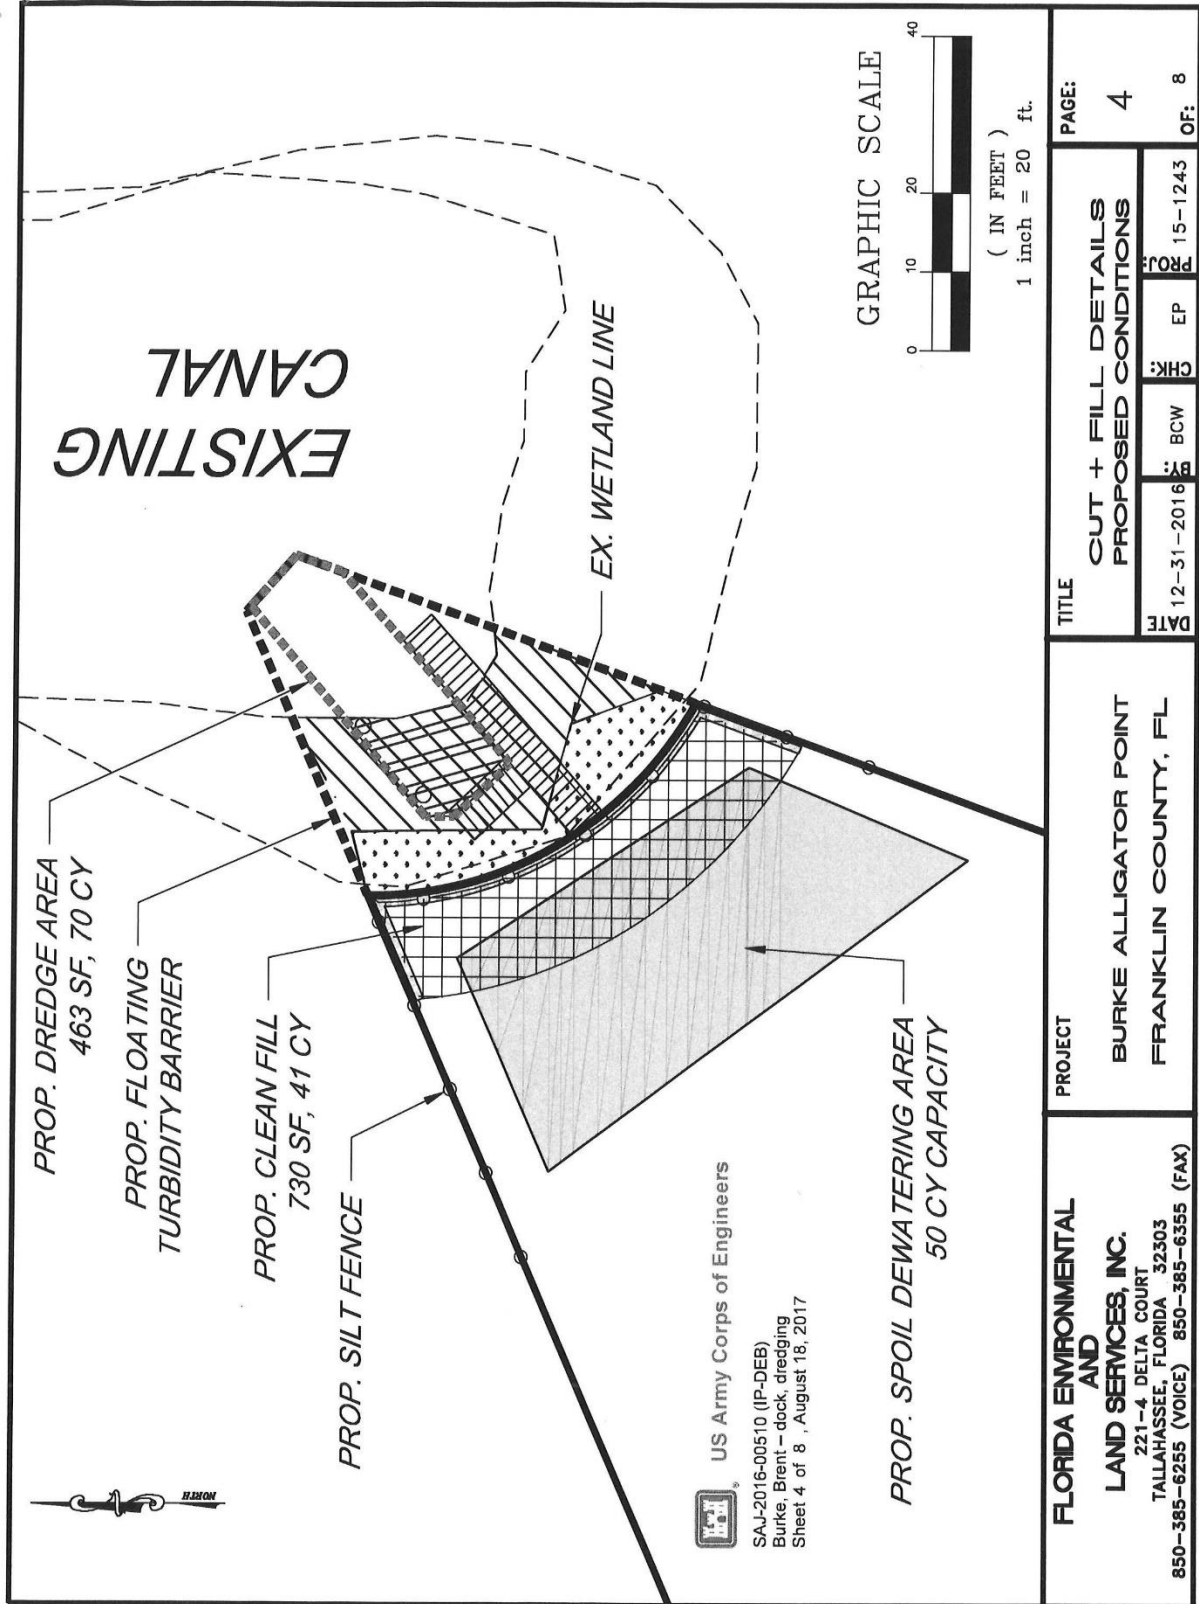 PROP. DREDGE AREA
463 SF, 70 CY
PROP. FLOATING
TURBIDITY BARRIER
PROP. CLEAN FILL
730 SF, 41 CY
PROP. SILT FENCE
EXISTING
CANAL
EX. WETLAND LINE
NORTH
US Army Corps of Engineers
SAJ-2016-00510 (IP-DEB)
Burke, Brent – dock, dredging
Sheet 4 of 8 , August 18, 2017
PROP. SPOIL DEWATERING AREA
50 CY CAPACITY
GRAPHIC SCALE
0 10 20 40
( IN FEET )
1 inch = 20 ft.
FLORIDA ENVIRONMENTAL
AND
LAND SERVICES, INC.
221-4 DELTA COURT
TALLAHASSEE, FLORIDA 32303
850-385-6255 (VOICE) 850-385-6355 (FAX)
PROJECT
BURKE ALLIGATOR POINT
FRANKLIN COUNTY, FL
TITLE
CUT + FILL DETAILS
PROPOSED CONDITIONS
DATE 12-31-2016 BY: BCW CHK: EP PROJ: 15-1243
PAGE:
4
OF: 8